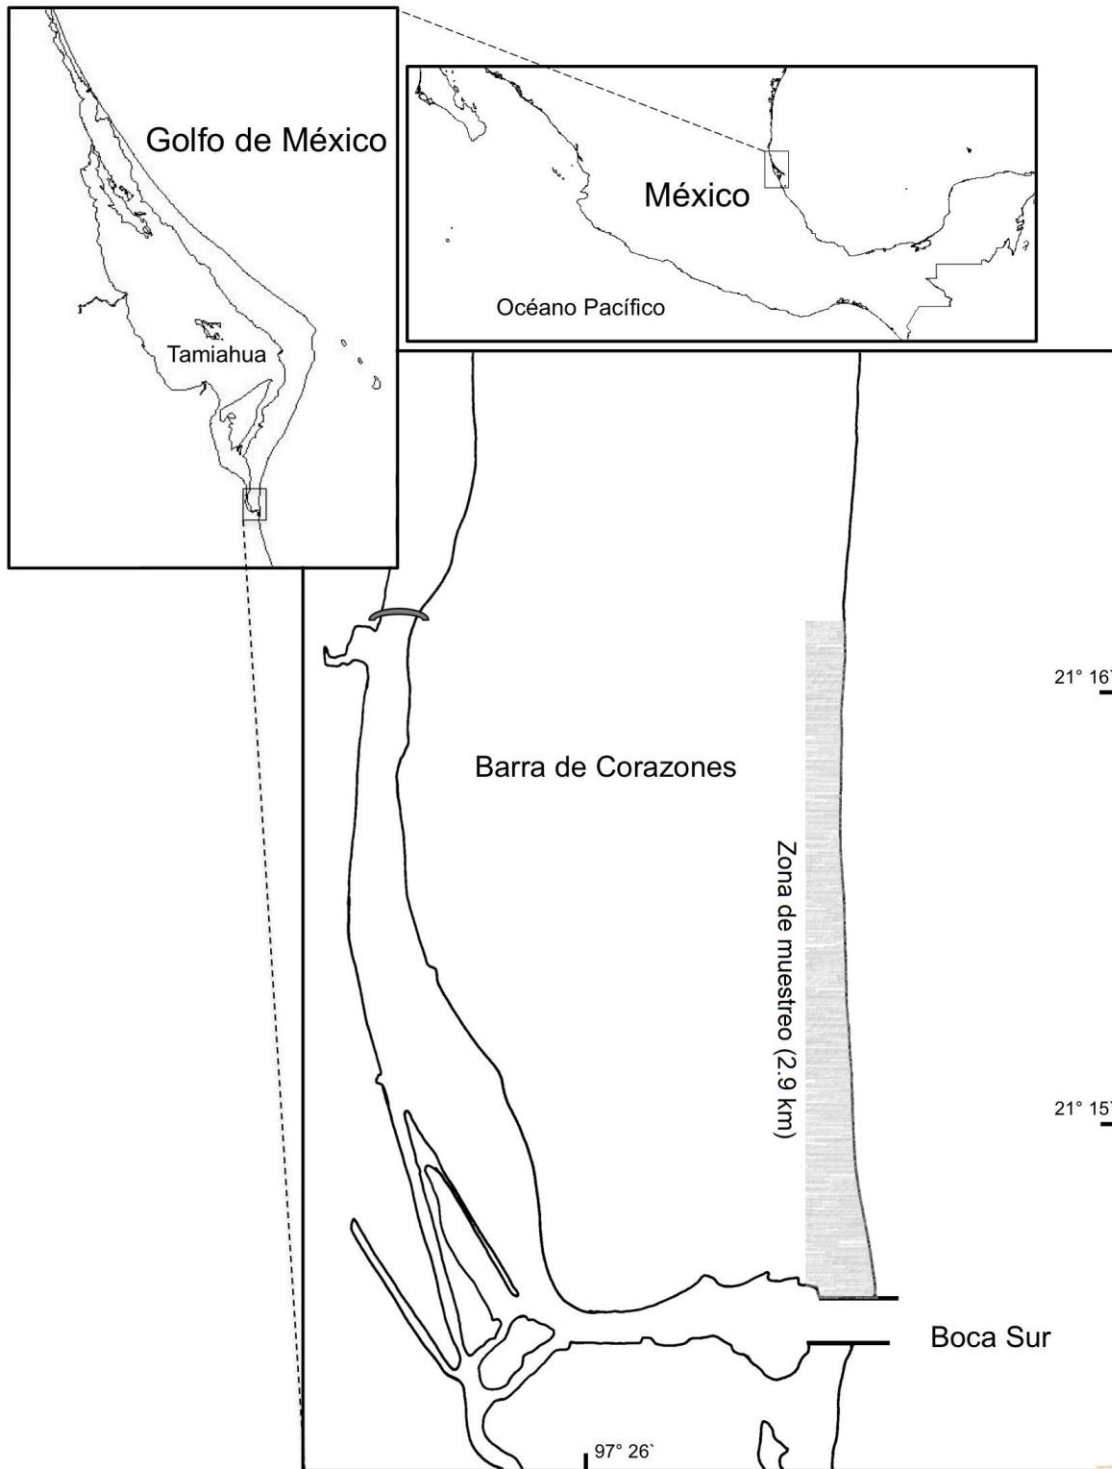 Golfo de México
México
Océano Pacífico
Tamiahua
21° 16`
Barra de Corazones
Zona de muestreo (2.9 km)
21° 15`
Boca Sur
97° 26`